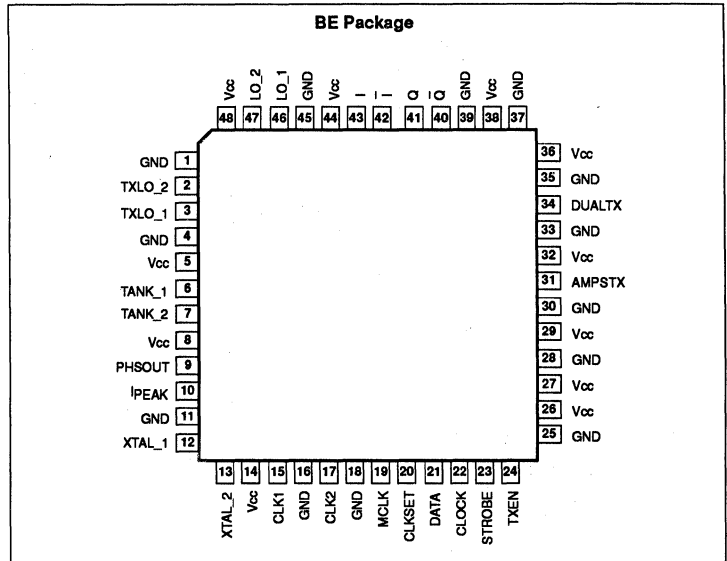 BE Package
Vcc LO_2 LO_1 GND Vcc I I̅ Q Q̅ GND Vcc GND
48 47 46 45 44 43 42 41 40 39 38 37
GND 1
TXLO_2 2
TXLO_1 3
GND 4
Vcc 5
TANK_1 6
TANK_2 7
Vcc 8
PHSOUT 9
IPEAK 10
GND 11
XTAL_1 12
36 Vcc
35 GND
34 DUALTX
33 GND
32 Vcc
31 AMPSTX
30 GND
29 Vcc
28 GND
27 Vcc
26 Vcc
25 GND
13 14 15 16 17 18 19 20 21 22 23 24
XTAL_2 Vcc CLK1 GND CLK2 GND MCLK CLKSET DATA CLOCK STROBE TXEN